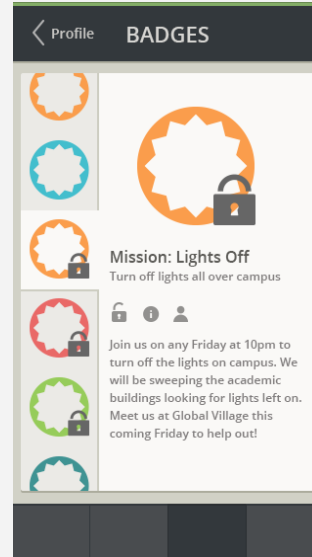 Profile
BADGES
Mission: Lights Off
Turn off lights all over campus
Join us on any Friday at 10pm to
turn off the lights on campus. We
will be sweeping the academic
buildings looking for lights left on.
Meet us at Global Village this
coming Friday to help out!